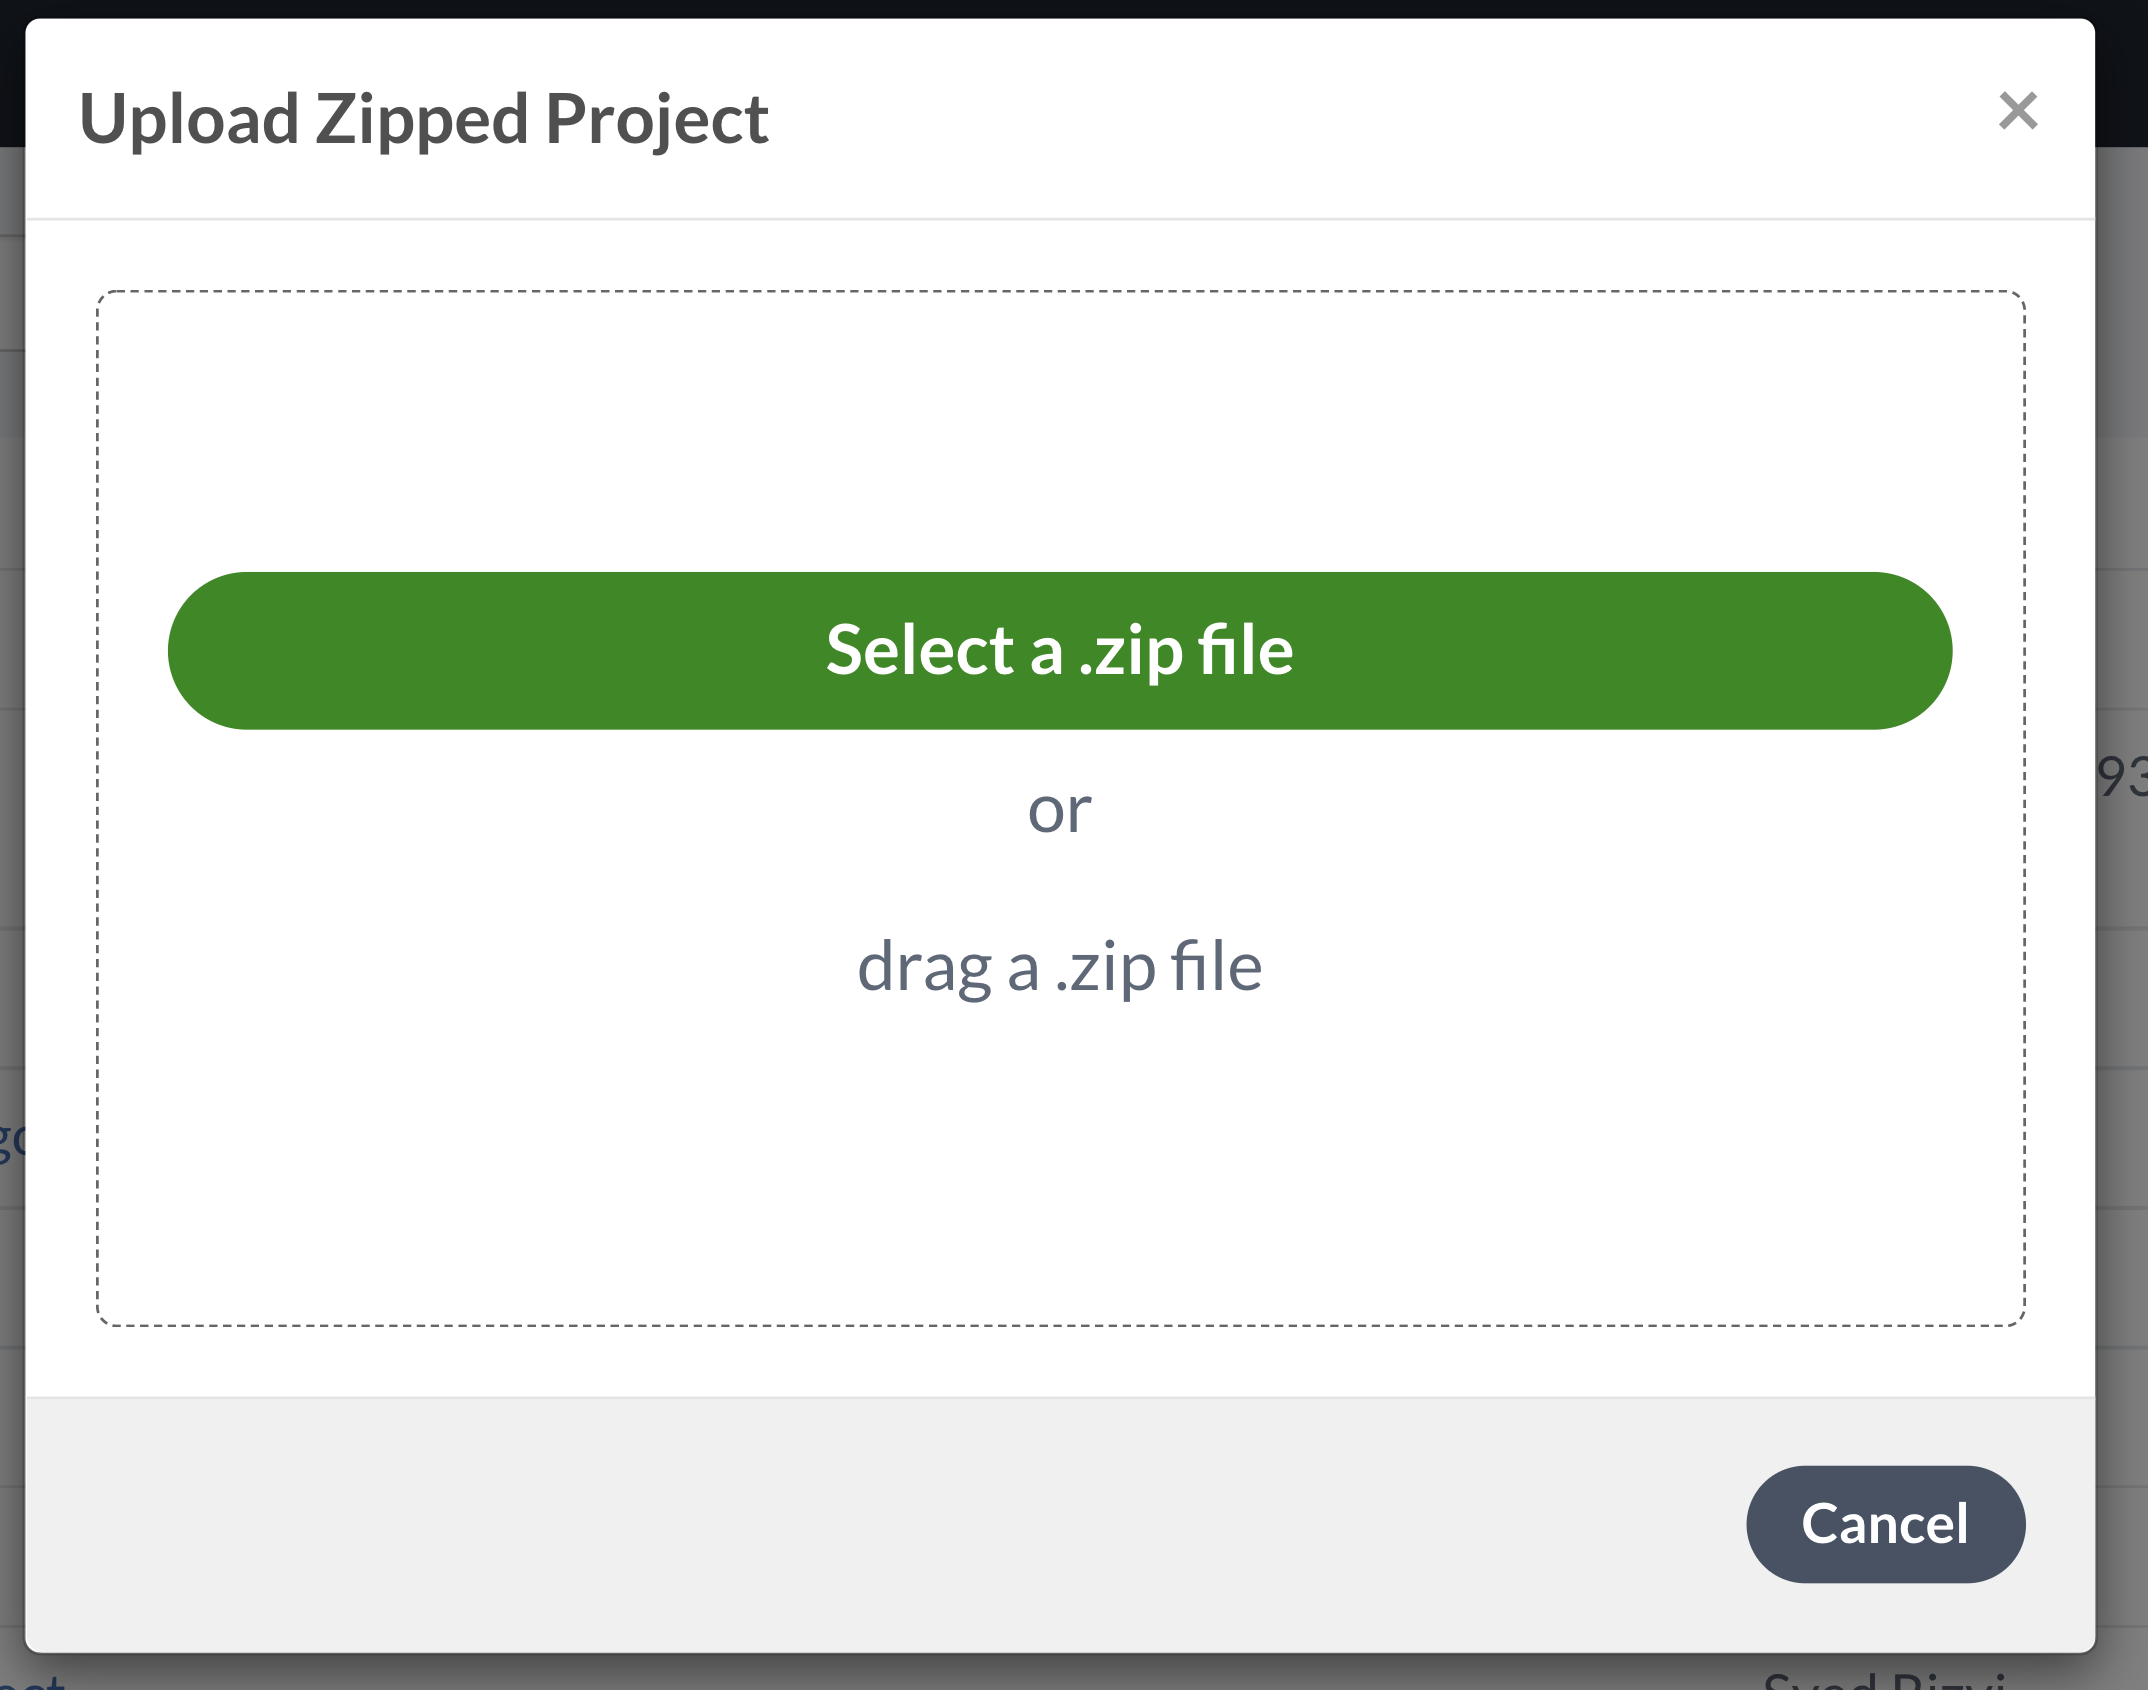 Upload Zipped Project
Select a .zip file
or
drag a .zip file
Cancel